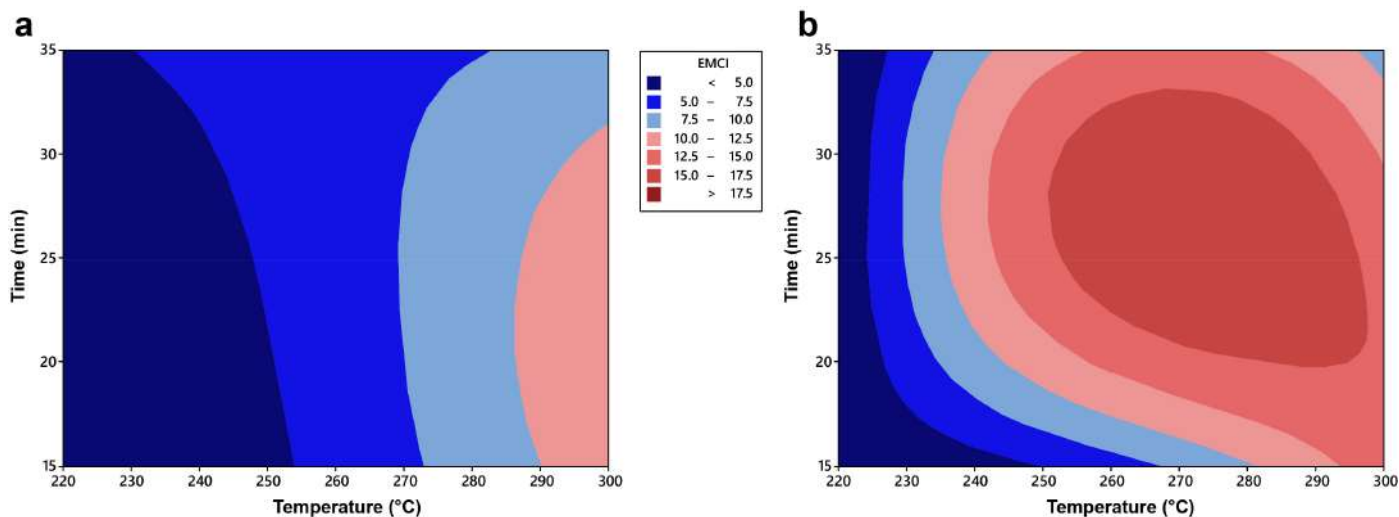 a
35
30
25
20
15
Time (min)
220 230 240 250 260 270 280 290 300
Temperature (°C)
EMCI
< 5.0
5.0 – 7.5
7.5 – 10.0
10.0 – 12.5
12.5 – 15.0
15.0 – 17.5
> 17.5
b
35
30
25
20
15
Time (min)
220 230 240 250 260 270 280 290 300
Temperature (°C)